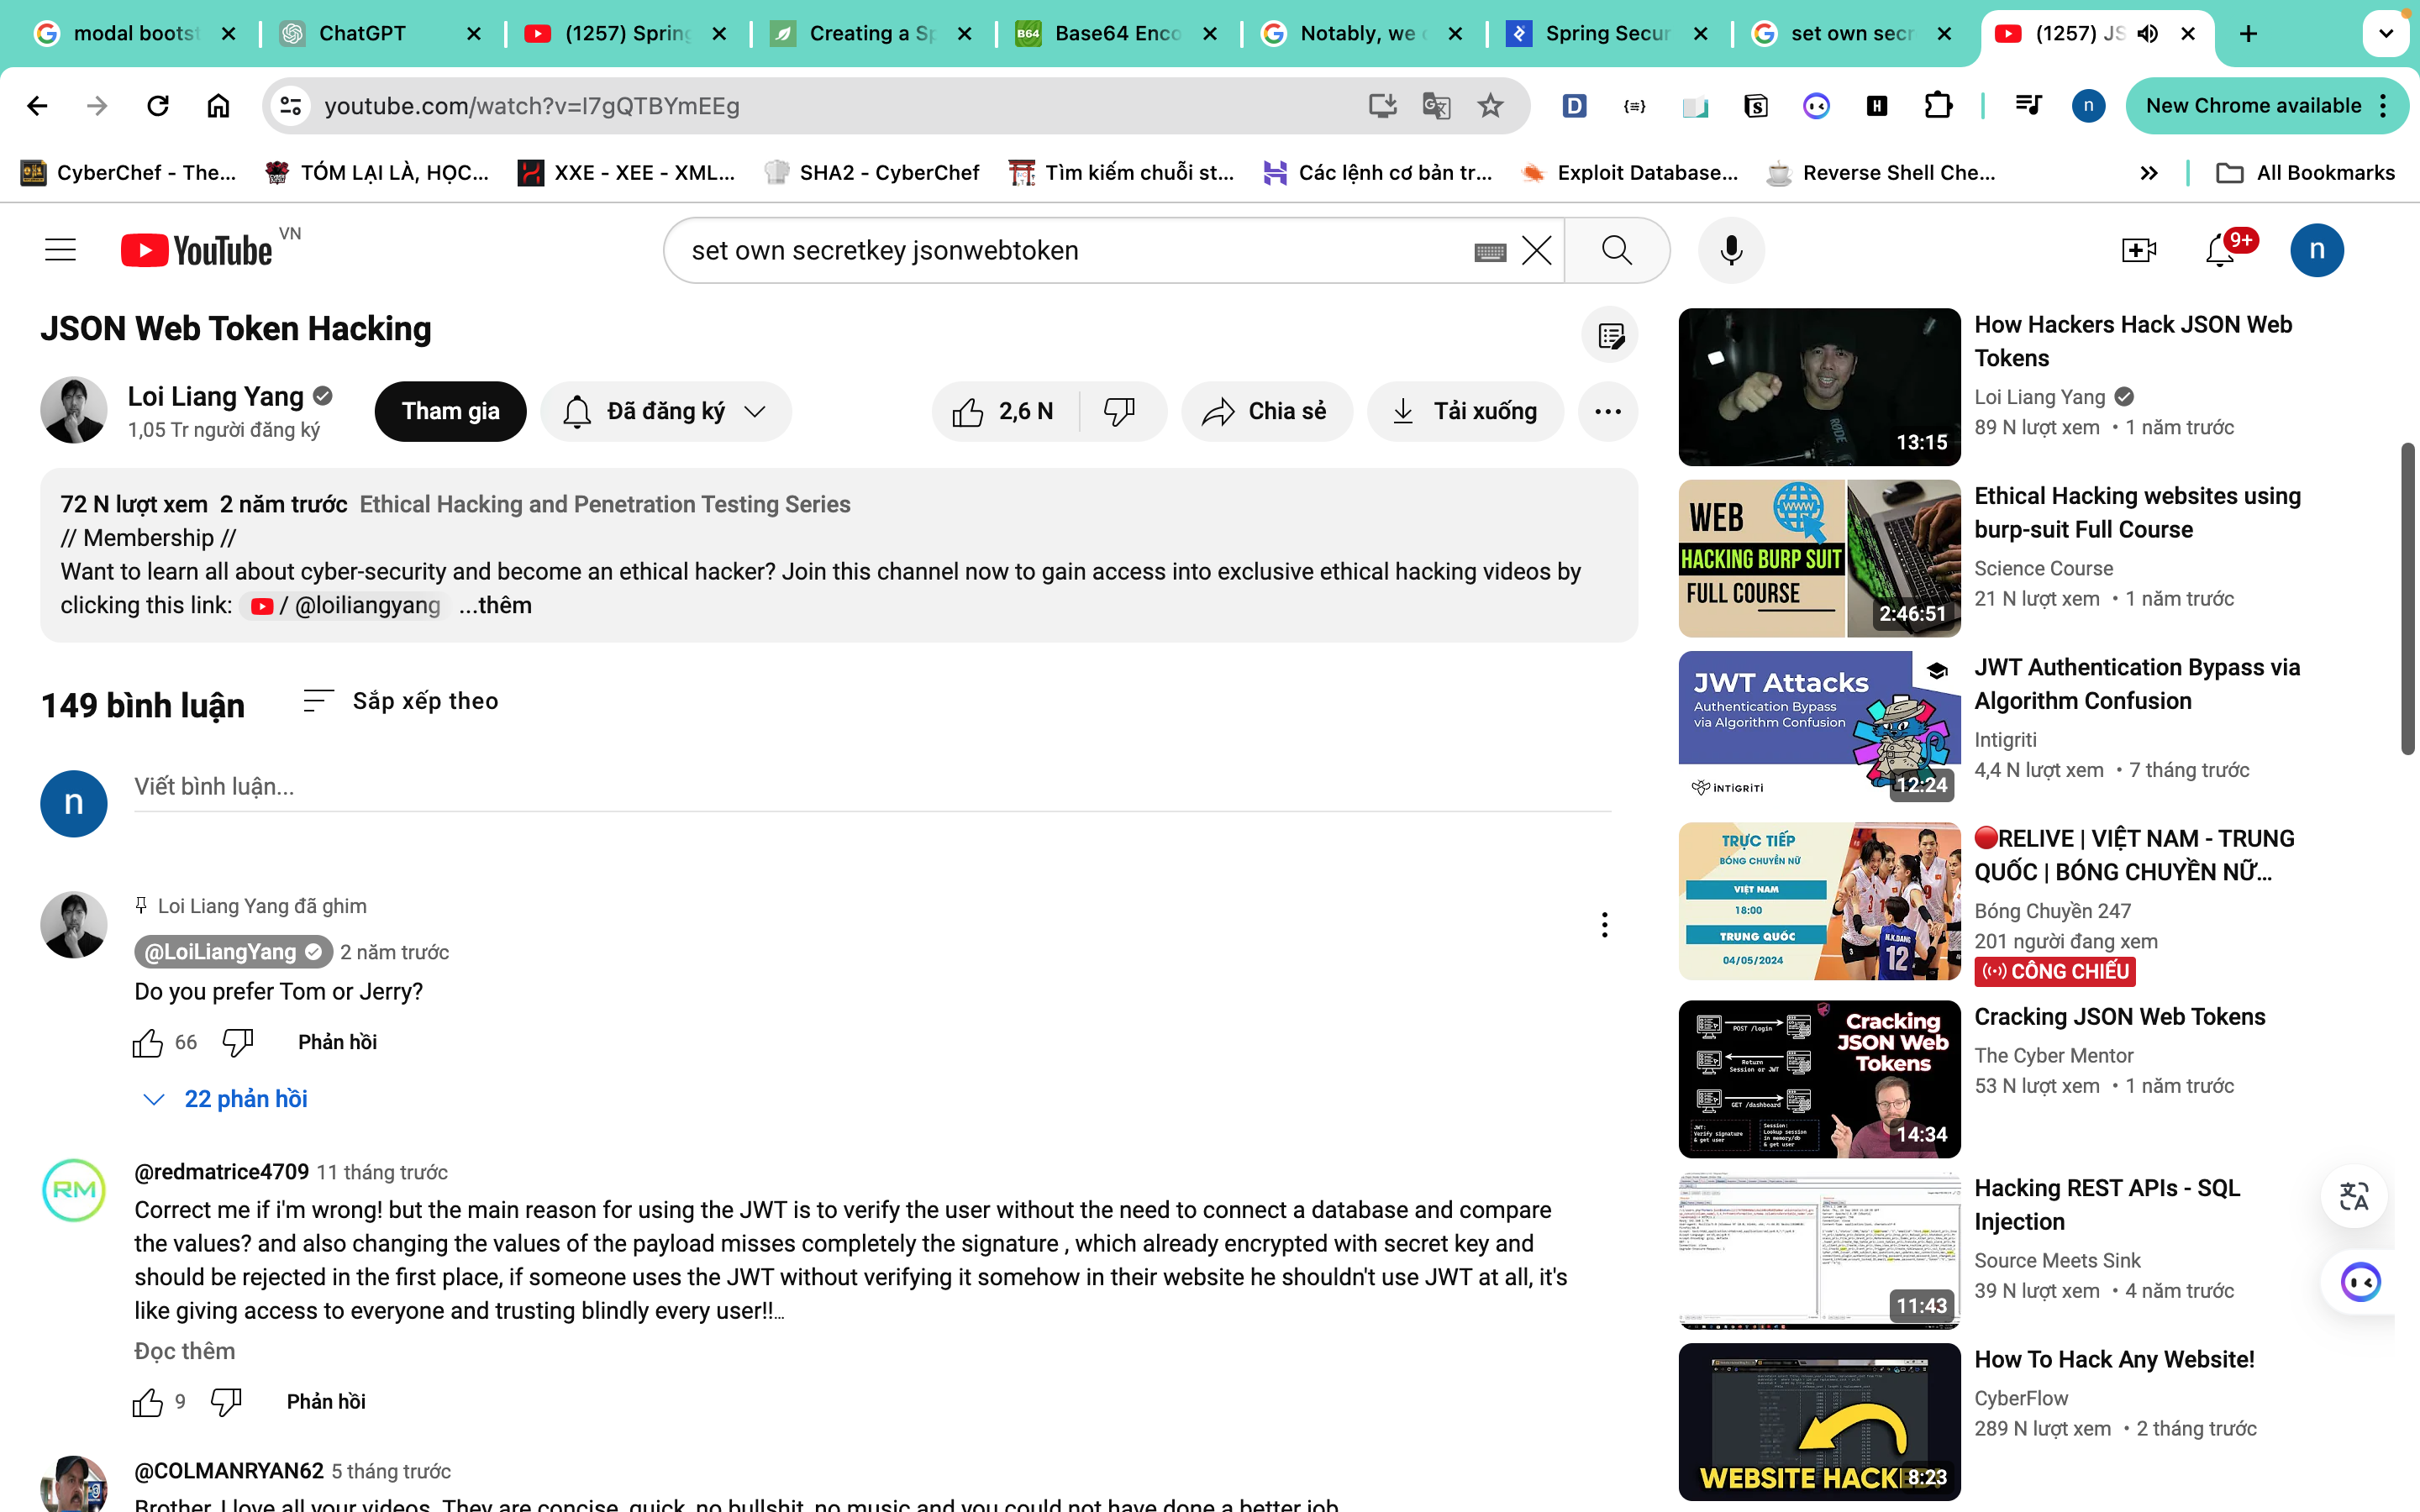 modal boots
ChatGPT
(1257) Spring
Creating a Sp
Base64 Enco
Notably, we
Spring Secur
set own secr
(1257) JS
youtube.com/watch?v=I7gQTBYmEEg
New Chrome available
CyberChef - The...
TÓM LẠI LÀ, HỌC...
XXE - XEE - XML...
SHA2 - CyberChef
Tìm kiếm chuỗi st...
Các lệnh cơ bản tr...
Exploit Database...
Reverse Shell Che...
All Bookmarks
YouTube VN
set own secretkey jsonwebtoken
9+
n
JSON Web Token Hacking
Loi Liang Yang
1,05 Tr người đăng ký
Tham gia
Đã đăng ký
2,6 N
Chia sẻ
Tải xuống
72 N lượt xem 2 năm trước Ethical Hacking and Penetration Testing Series
// Membership //
Want to learn all about cyber-security and become an ethical hacker? Join this channel now to gain access into exclusive ethical hacking videos by
clicking this link: / @loiliangyang ...thêm
149 bình luận
Sắp xếp theo
n
Viết bình luận...
Loi Liang Yang đã ghim
@LoiLiangYang 2 năm trước
Do you prefer Tom or Jerry?
66
Phản hồi
22 phản hồi
RM
@redmatrice4709 11 tháng trước
Correct me if i'm wrong! but the main reason for using the JWT is to verify the user without the need to connect a database and compare
the values? and also changing the values of the payload misses completely the signature , which already encrypted with secret key and
should be rejected in the first place, if someone uses the JWT without verifying it somehow in their website he shouldn't use JWT at all, it's
like giving access to everyone and trusting blindly every user!!...
Đọc thêm
9
Phản hồi
@COLMANRYAN62 5 tháng trước
Brother, I love all your videos. They are concise, quick, no bullshit, no music and you could not have done a better job
13:15
How Hackers Hack JSON Web
Tokens
Loi Liang Yang
89 N lượt xem • 1 năm trước
WEB
WWW
HACKING BURP SUIT
FULL COURSE
2:46:51
Ethical Hacking websites using
burp-suit Full Course
Science Course
21 N lượt xem • 1 năm trước
JWT Attacks
Authentication Bypass
via Algorithm Confusion
INTIGRITI
12:24
JWT Authentication Bypass via
Algorithm Confusion
Intigriti
4,4 N lượt xem • 7 tháng trước
TRỰC TIẾP
BÓNG CHUYỀN NỮ
VIỆT NAM
18:00
TRUNG QUỐC
04/05/2024
H.K.DANG
12
RELIVE | VIỆT NAM - TRUNG
QUỐC | BÓNG CHUYỀN NỮ...
Bóng Chuyền 247
201 người đang xem
CÔNG CHIẾU
POST /login
Return
Session or JWT
GET /dashboard
JWT:
Verify signature
& get user
Session:
Lookup session
in memory/db
& get user
Cracking
JSON Web
Tokens
14:34
Cracking JSON Web Tokens
The Cyber Mentor
53 N lượt xem • 1 năm trước
11:43
Hacking REST APIs - SQL
Injection
Source Meets Sink
39 N lượt xem • 4 năm trước
WEBSITE HACKED
8:23
How To Hack Any Website!
CyberFlow
289 N lượt xem • 2 tháng trước